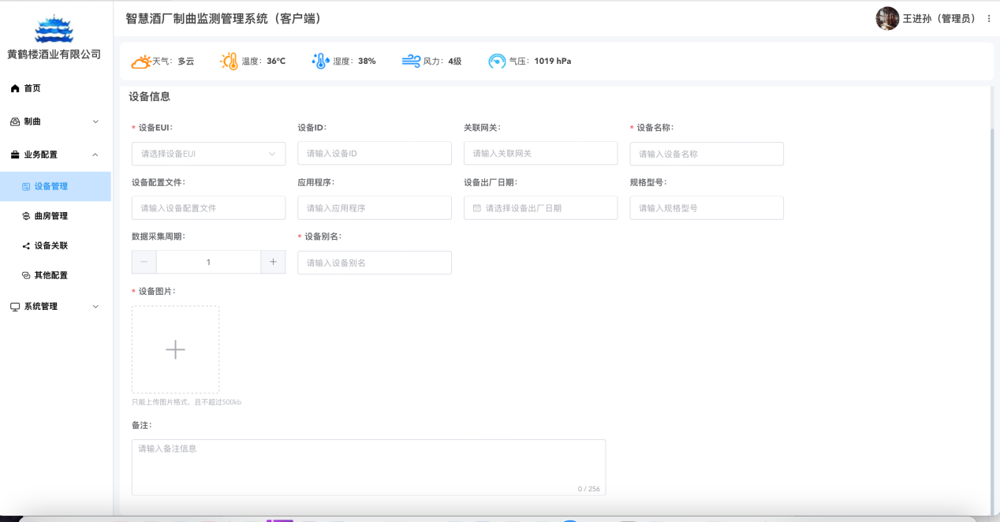 智慧酒厂制曲监测管理系统（客户端）
王进孙（管理员）
黄鹤楼酒业有限公司
首页
制曲
业务配置
设备管理
曲房管理
设备关联
其他配置
系统管理
天气： 多云 温度： 36℃ 湿度： 38% 风力： 4级 气压： 1019 hPa
设备信息
* 设备EUI： 设备ID： 关联网关： * 设备名称：
请选择设备EUI 请输入设备ID 请输入关联网关 请输入设备名称
设备配置文件： 应用程序： 设备出厂日期： 规格型号：
请输入设备配置文件 请输入应用程序 请选择设备出厂日期 请输入规格型号
数据采集周期： * 设备别名：
− 1 + 请输入设备别名
* 设备图片：
只能上传图片格式，且不超过500kb
备注：
请输入备注信息
0 / 256